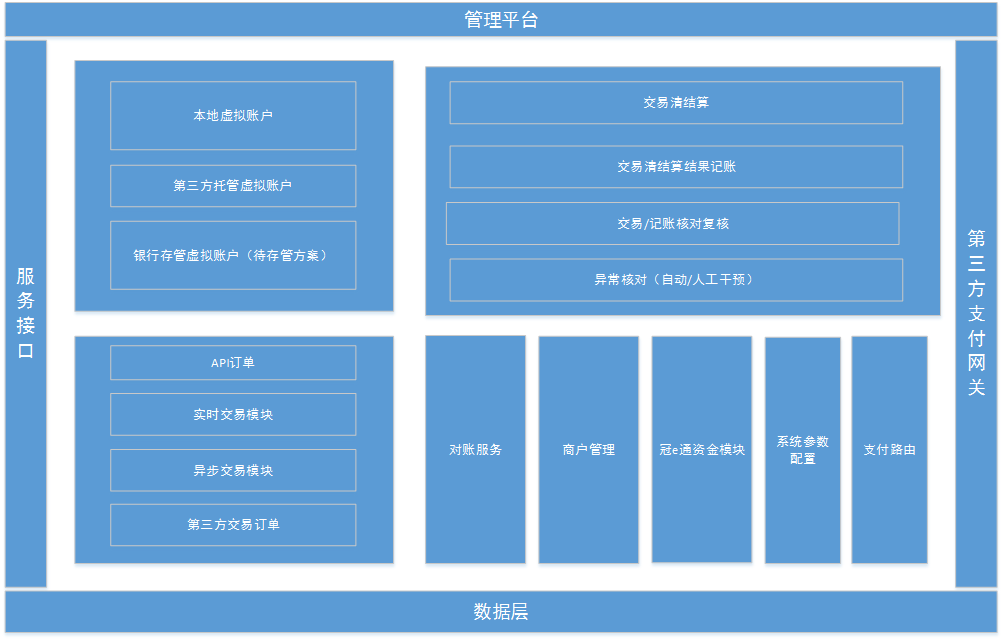 管理平台
服
务
接
口
本地虚拟账户
第三方托管虚拟账户
银行存管虚拟账户（待存管方案）
交易清结算
交易清结算结果记账
交易/记账核对复核
异常核对（自动/人工干预）
API订单
实时交易模块
异步交易模块
第三方交易订单
对账服务
商户管理
冠e通资金模块
系统参数
配置
支付路由
第
三
方
支
付
网
关
数据层